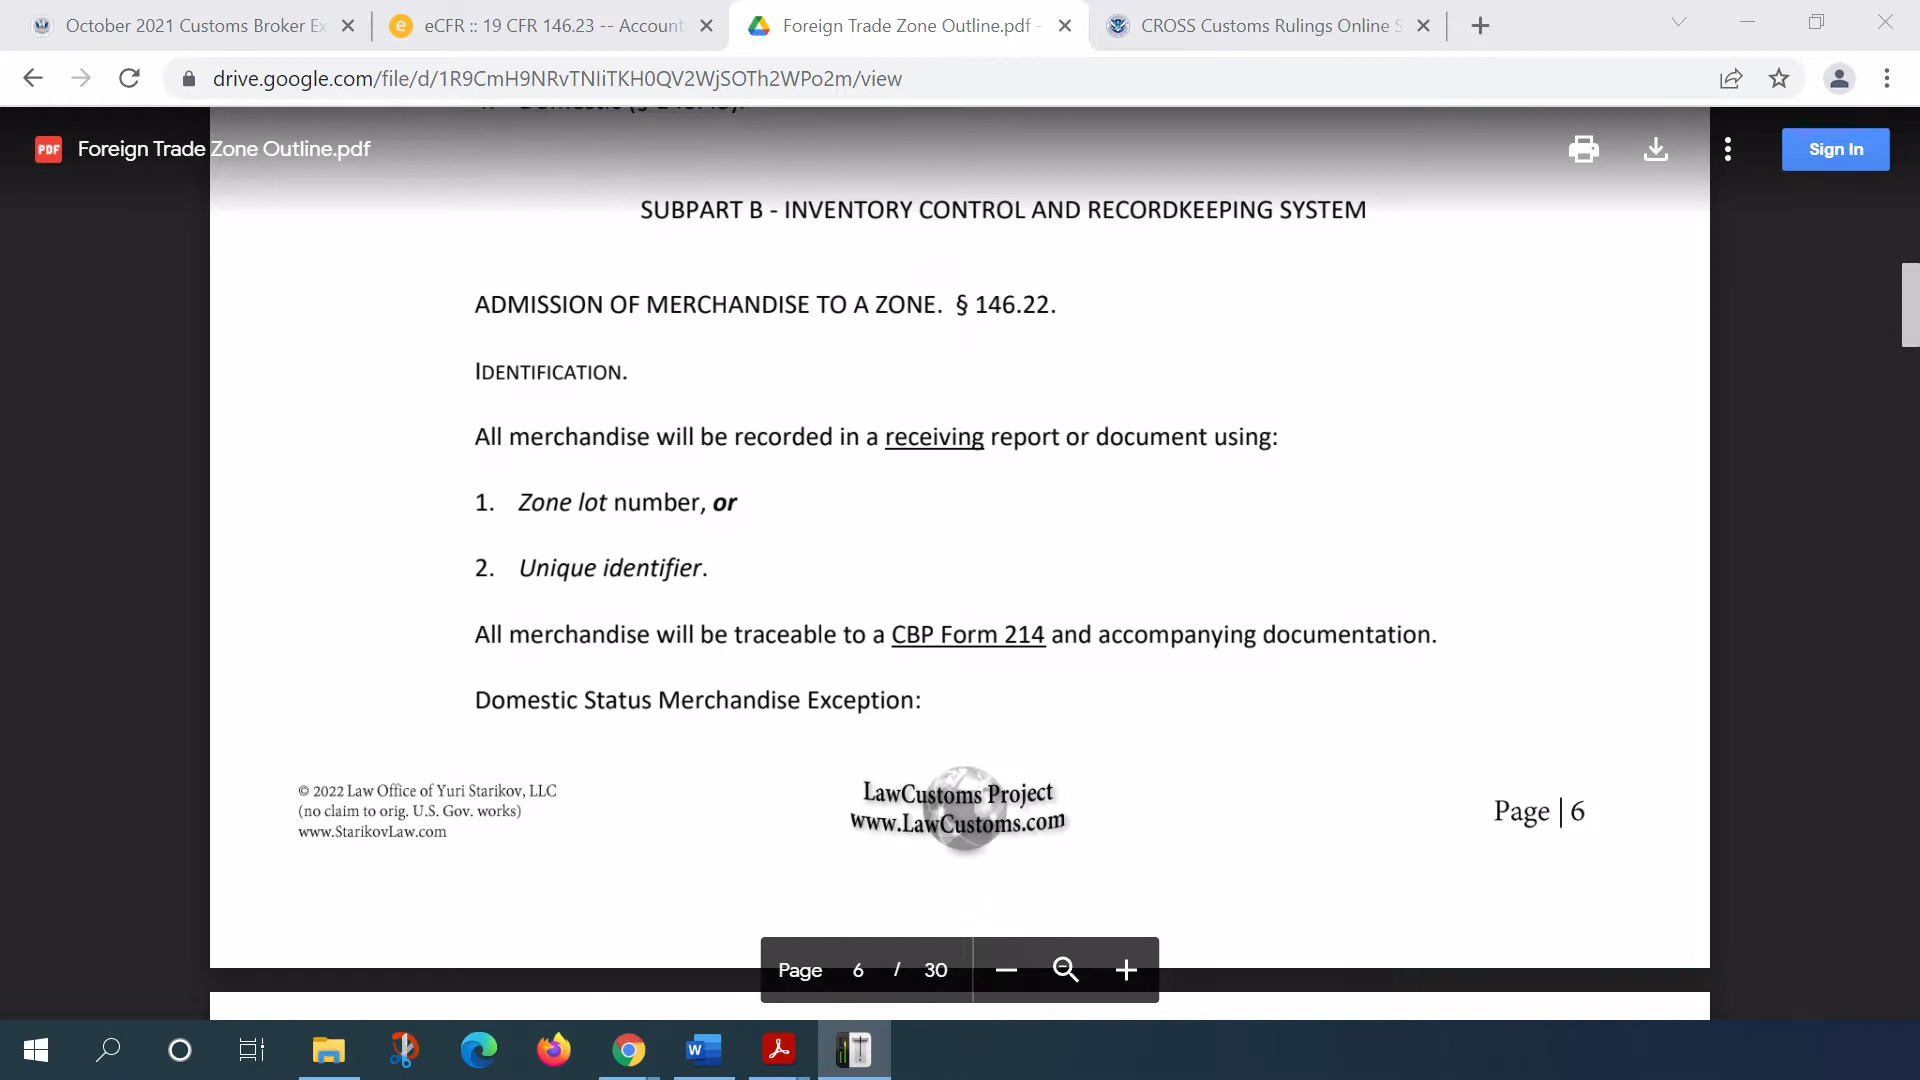 October 2021 Customs Broker Ex
eCFR :: 19 CFR 146.23 -- Account
Foreign Trade Zone Outline.pdf -
CROSS Customs Rulings Online S
drive.google.com/file/d/1R9CmH9NRvTNIiTKH0QV2WjSOTh2WPo2m/view
PDF
Foreign Trade Zone Outline.pdf
Sign In
SUBPART B - INVENTORY CONTROL AND RECORDKEEPING SYSTEM
ADMISSION OF MERCHANDISE TO A ZONE. § 146.22.
IDENTIFICATION.
All merchandise will be recorded in a receiving report or document using:
1. Zone lot number, or
2. Unique identifier.
All merchandise will be traceable to a CBP Form 214 and accompanying documentation.
Domestic Status Merchandise Exception:
© 2022 Law Office of Yuri Starikov, LLC
(no claim to orig. U.S. Gov. works)
www.StarikovLaw.com
LawCustoms Project
www.LawCustoms.com
Page | 6
Page 6 / 30